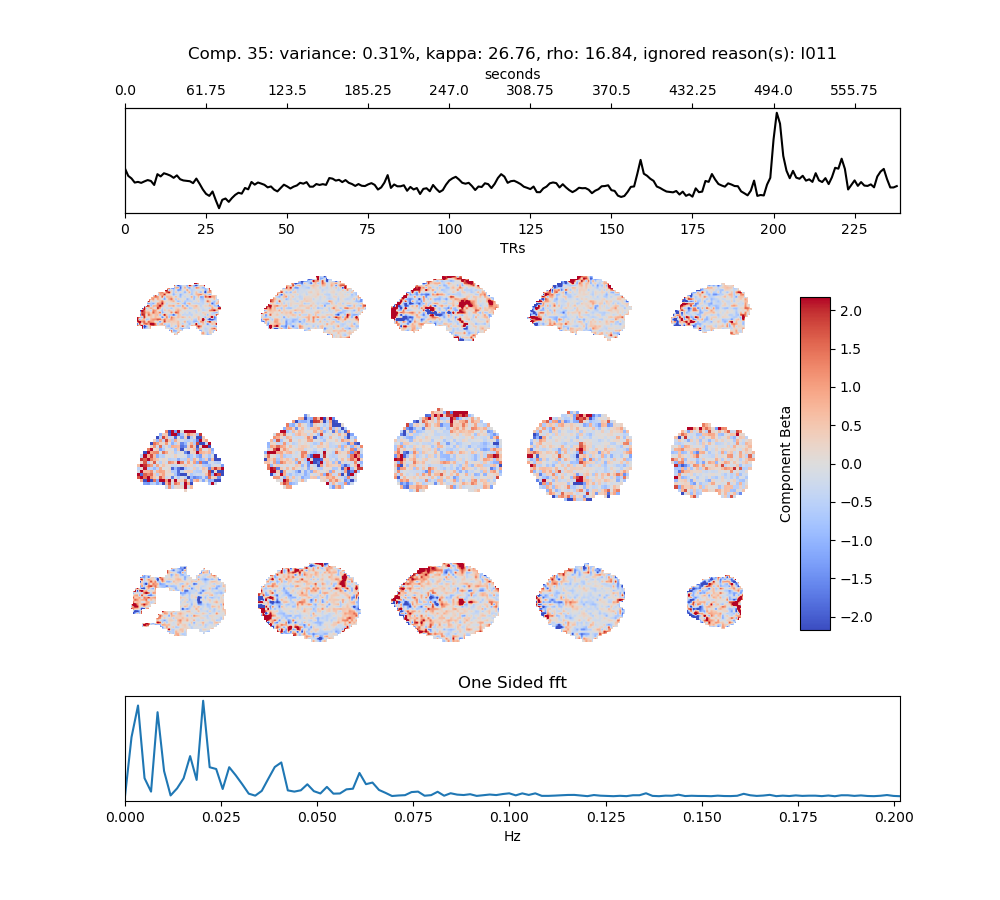 Comp. 35: variance: 0.31%, kappa: 26.76, rho: 16.84, ignored reason(s): I011
seconds
0.0 61.75 123.5 185.25 247.0 308.75 370.5 432.25 494.0 555.75
0 25 50 75 100 125 150 175 200 225
TRs
2.0
1.5
1.0
0.5
0.0
−0.5
−1.0
−1.5
−2.0
Component Beta
One Sided fft
0.000 0.025 0.050 0.075 0.100 0.125 0.150 0.175 0.200
Hz